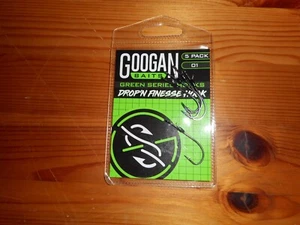 GOOGAN
BAITS
5 PACK
01
GREEN SERIES HOOKS
DROP'N FINESSE HOOK